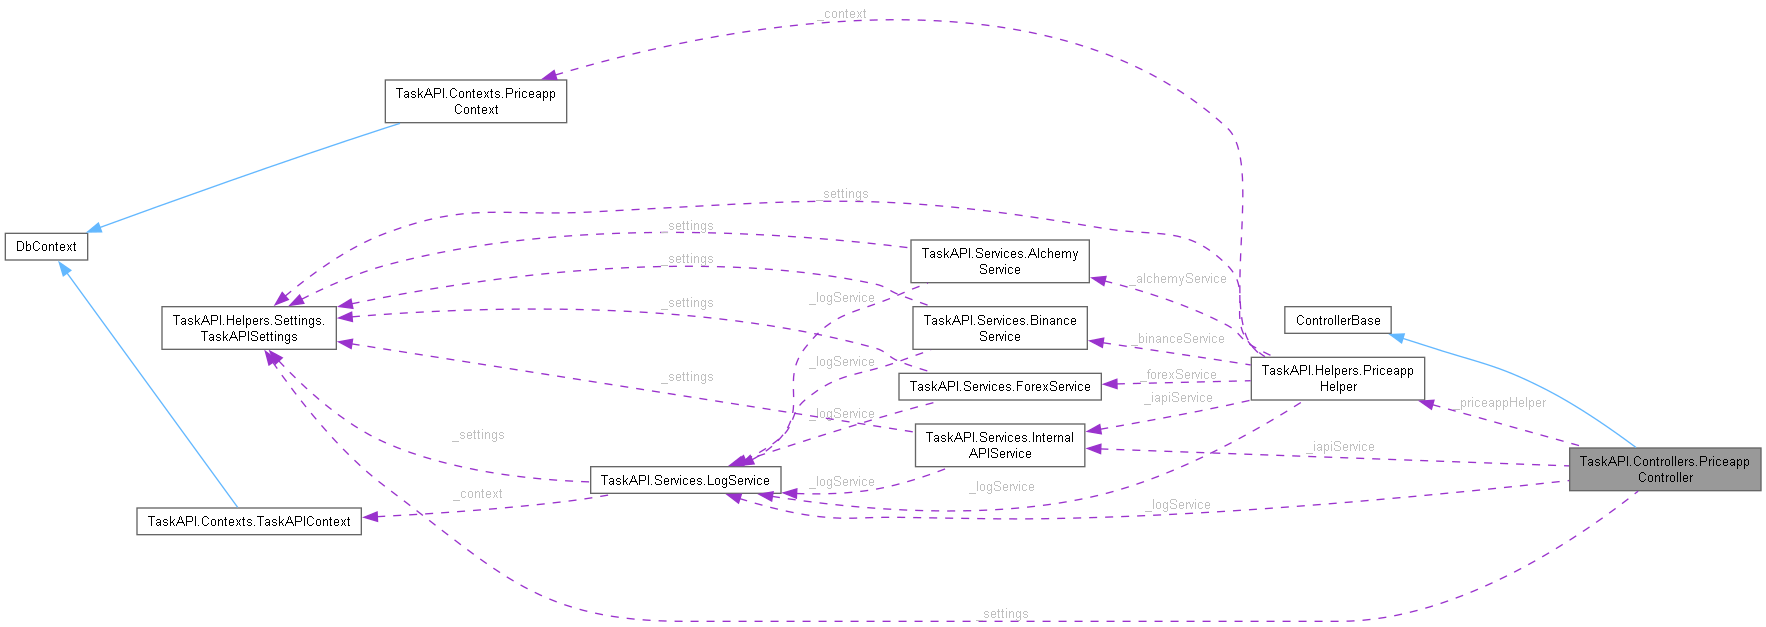 _context
TaskAPI.Contexts.Priceapp
Context
_settings
_settings
DbContext
TaskAPI.Services.Alchemy
Service
_settings
_alchemyService
_logService
_settings
TaskAPI.Helpers.Settings.
TaskAPISettings
TaskAPI.Services.Binance
Service
ControllerBase
_binanceService
_logService
_forexService
TaskAPI.Helpers.Priceapp
Helper
_settings
TaskAPI.Services.ForexService
_iapiService
_priceappHelper
_logService
_settings
TaskAPI.Services.Internal
APIService
_iapiService
TaskAPI.Controllers.Priceapp
Controller
TaskAPI.Services.LogService
_logService
_logService
_context
_logService
TaskAPI.Contexts.TaskAPIContext
_settings